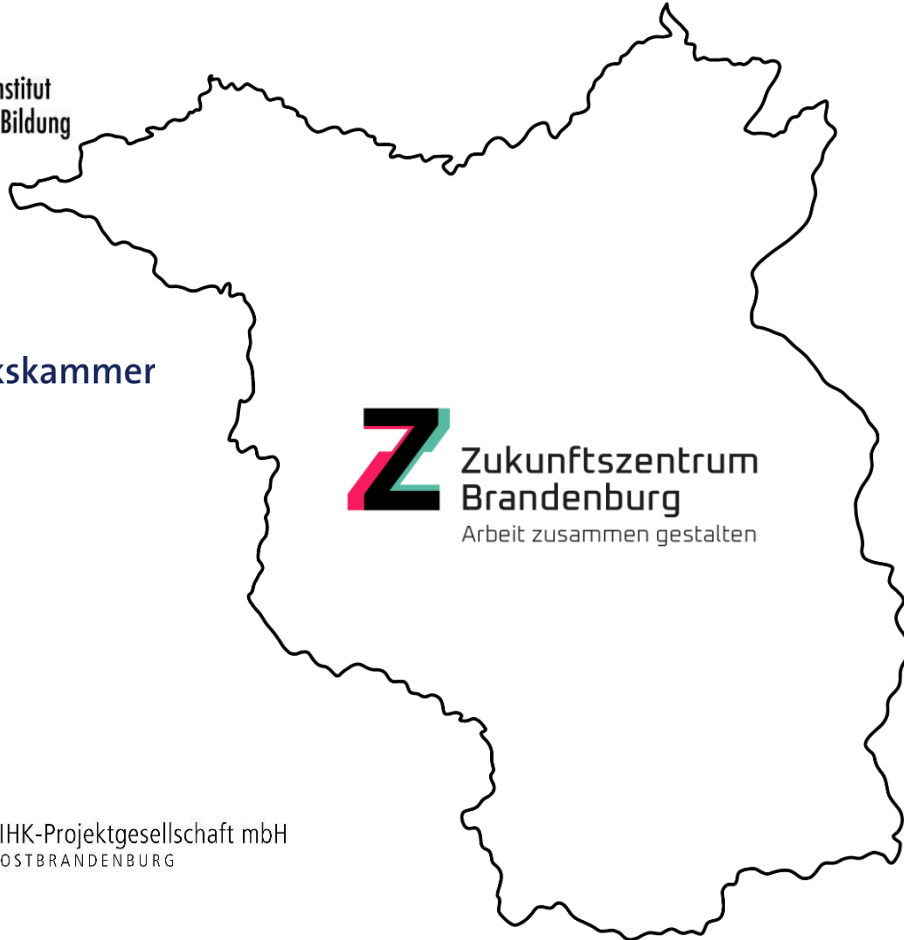 nstitut
Bildung
kskammer
Zukunftszentrum
Brandenburg
Arbeit zusammen gestalten
IHK-Projektgesellschaft mbH
OSTBRANDENBURG